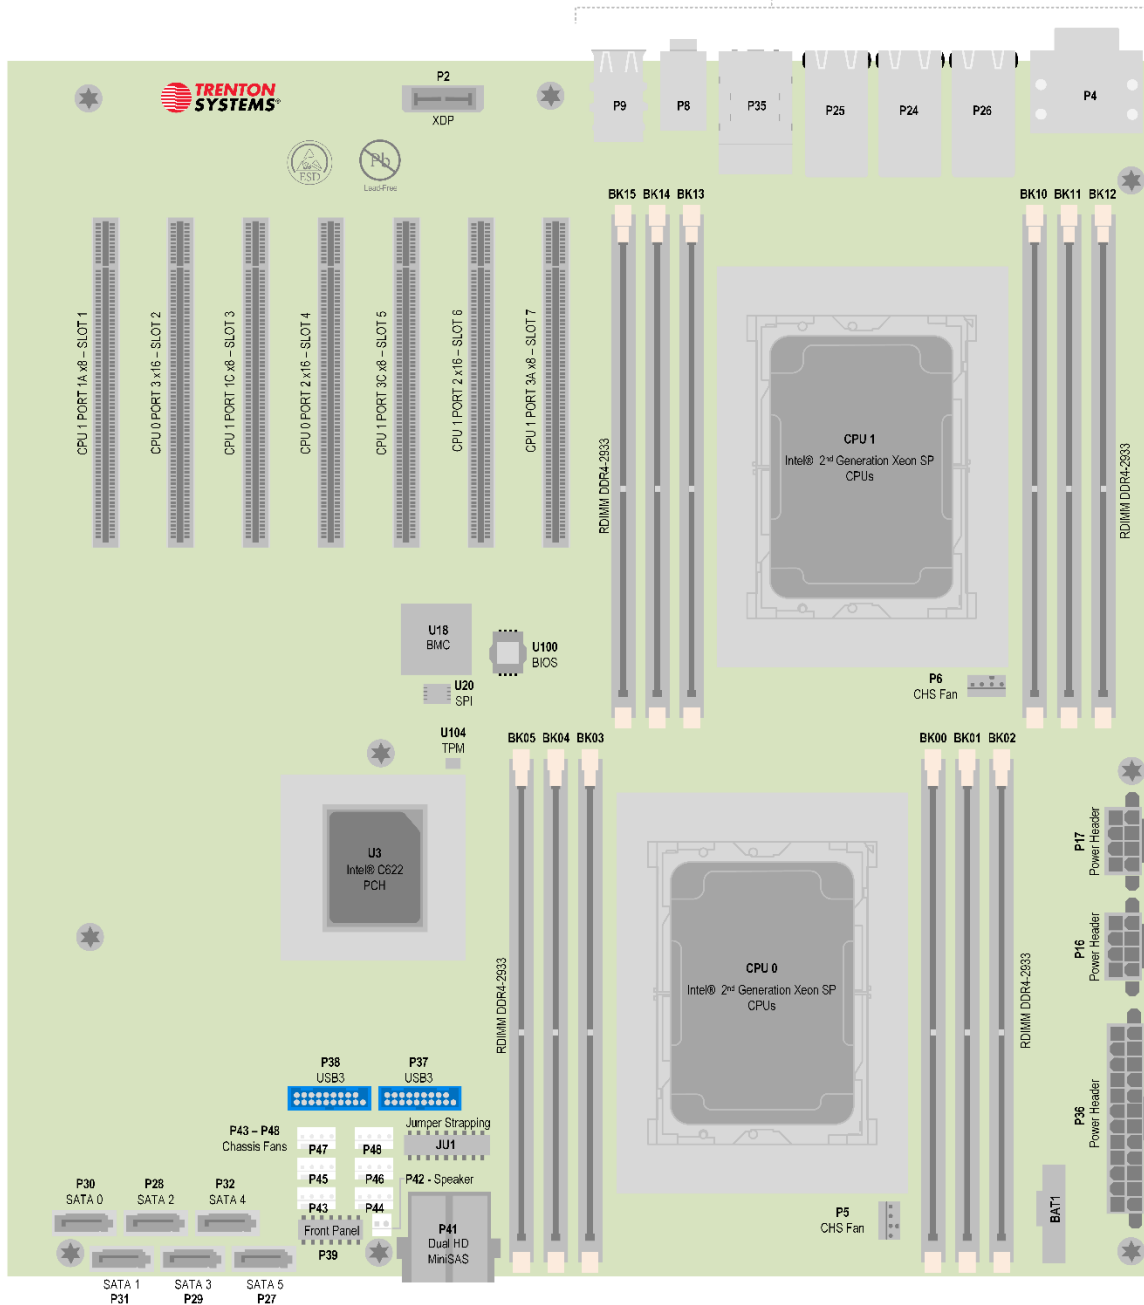 TRENTON
SYSTEMS®
P2
XDP
P9
P8
P35
P25
P24
P26
P4
ESD
Pb
Lead-Free
BK15
BK14
BK13
BK10
BK11
BK12
CPU 1 PORT 1A x8 – SLOT 1
CPU 0 PORT 3 x16 – SLOT 2
CPU 1 PORT 1C x8 – SLOT 3
CPU 0 PORT 2 x16 – SLOT 4
CPU 1 PORT 3C x8 – SLOT 5
CPU 1 PORT 2 x16 – SLOT 6
CPU 1 PORT 3A x8 – SLOT 7
RDIMM DDR4-2933
CPU 1
Intel® 2nd Generation Xeon SP
CPUs
RDIMM DDR4-2933
U18
BMC
U100
BIOS
U20
SPI
P6
CHS Fan
U104
TPM
BK05
BK04
BK03
BK00
BK01
BK02
U3
Intel® C622
PCH
P17
Power Header
P16
Power Header
RDIMM DDR4-2933
CPU 0
Intel® 2nd Generation Xeon SP
CPUs
RDIMM DDR4-2933
P36
Power Header
P38
USB3
P37
USB3
P43 – P48
Chassis Fans
Jumper Strapping
JU1
P47
P48
P45
P46
P43
P44
P42 - Speaker
P30
SATA 0
P28
SATA 2
P32
SATA 4
Front Panel
P39
P41
Dual HD
MiniSAS
P5
CHS Fan
BAT1
SATA 1
P31
SATA 3
P29
SATA 5
P27